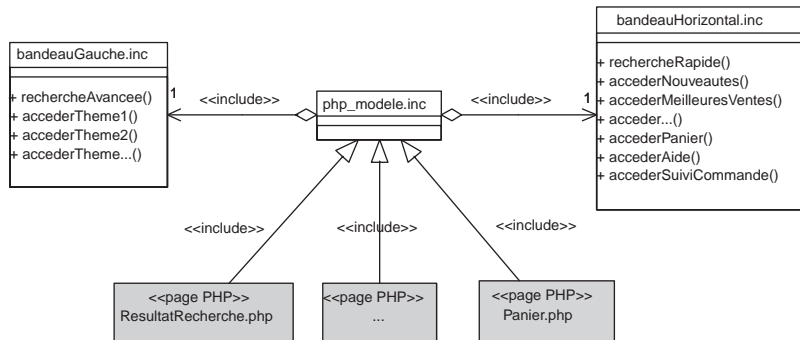 bandeauGauche.inc
+ rechercheAvancee()
+ accederTheme1()
+ accederTheme2()
+ accederTheme...()
1
<<include>>
php_modele.inc
<<include>>
1
bandeauHorizontal.inc
+ rechercheRapide()
+ accederNouveautes()
+ accederMeilleuresVentes()
+ acceder...()
+ accederPanier()
+ accederAide()
+ accederSuiviCommande()
<<include>>
<<include>>
<<include>>
<<page PHP>>
ResultatRecherche.php
<<page PHP>>
...
<<page PHP>>
Panier.php